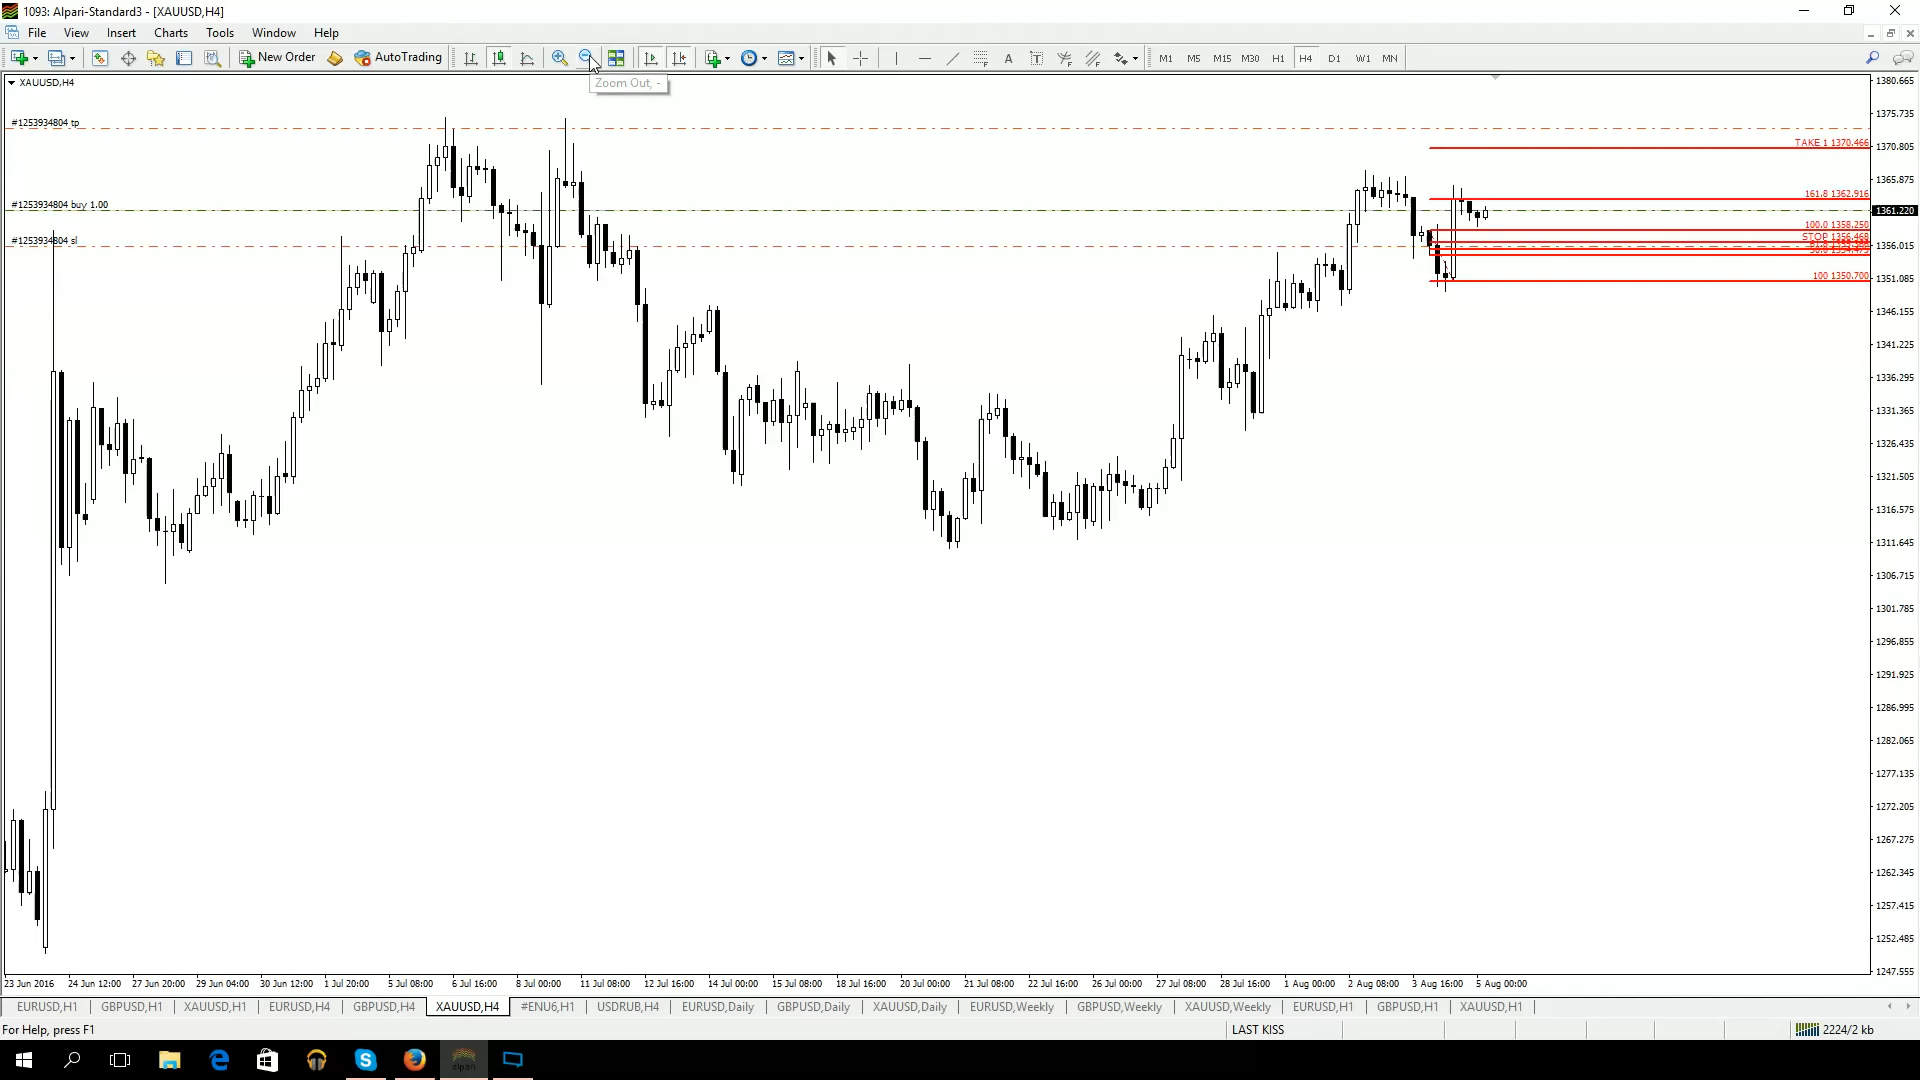 1093: Alpari-Standard3 - [XAUUSD,H4]
File View Insert Charts Tools Window Help
New Order AutoTrading M1 M5 M15 M30 H1 H4 D1 W1 MN
Zoom Out, -
XAUUSD,H4
#1253934804 tp
#1253934804 buy 1.00
#1253934804 sl
TAKE 1 1370.466
161.8 1362.916
100.0 1358.250
STOP 1356.468
100 1350.700
1380.665
1375.735
1370.805
1365.875
1361.220
1356.015
1351.085
1346.155
1341.225
1336.295
1331.365
1326.435
1321.505
1316.575
1311.645
1306.715
1301.785
1296.855
1291.925
1286.995
1282.065
1277.135
1272.205
1267.275
1262.345
1257.415
1252.485
1247.555
23 Jun 2016 24 Jun 12:00 27 Jun 20:00 29 Jun 04:00 30 Jun 12:00 1 Jul 20:00 5 Jul 08:00 6 Jul 16:00 8 Jul 00:00 11 Jul 08:00 12 Jul 16:00 14 Jul 00:00 15 Jul 08:00 18 Jul 16:00 20 Jul 00:00 21 Jul 08:00 22 Jul 16:00 26 Jul 00:00 27 Jul 08:00 28 Jul 16:00 1 Aug 00:00 2 Aug 08:00 3 Aug 16:00 5 Aug 00:00
EURUSD,H1 GBPUSD,H1 XAUUSD,H1 EURUSD,H4 GBPUSD,H4 XAUUSD,H4 #ENU6,H1 USDRUB,H4 EURUSD,Daily GBPUSD,Daily XAUUSD,Daily EURUSD,Weekly GBPUSD,Weekly XAUUSD,Weekly EURUSD,H1 GBPUSD,H1 XAUUSD,H1
For Help, press F1 LAST KISS 2224/2 kb
alpari